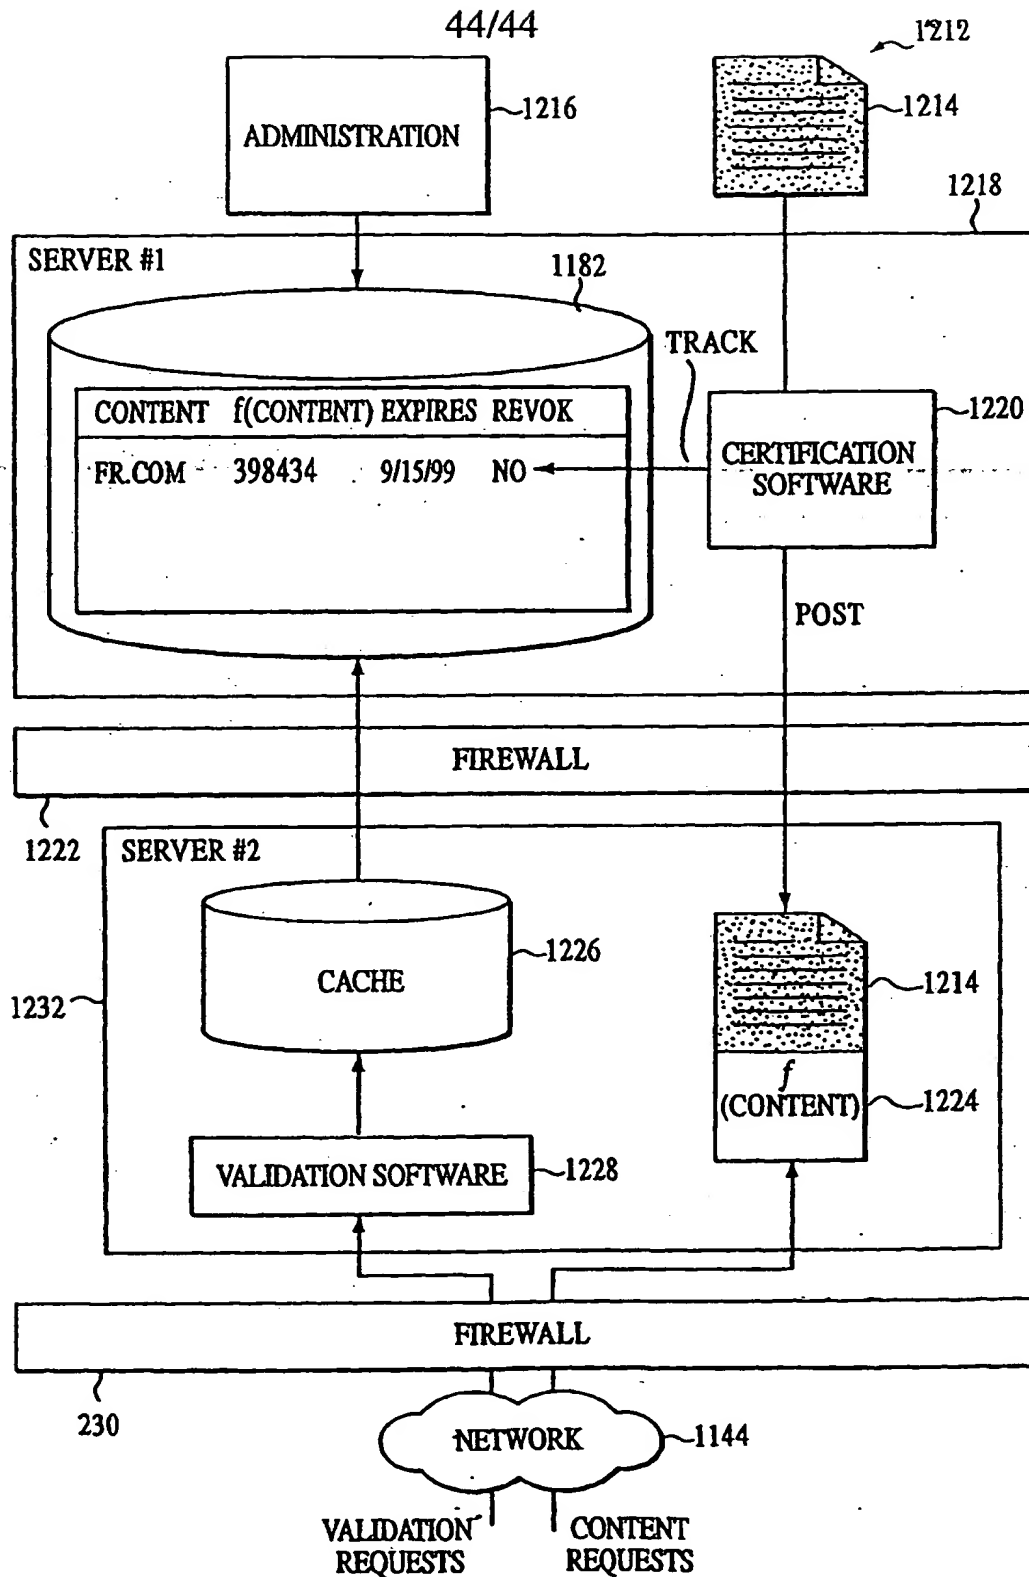 44/44
1212
ADMINISTRATION
1216
1214
1218
SERVER #1
1182
TRACK
CONTENT f(CONTENT) EXPIRES REVOK
FR.COM 398434 9/15/99 NO
CERTIFICATION
SOFTWARE
1220
POST
FIREWALL
1222
SERVER #2
CACHE
1226
1214
1232
f
(CONTENT)
1224
VALIDATION SOFTWARE
1228
FIREWALL
230
NETWORK
1144
VALIDATION
REQUESTS
CONTENT
REQUESTS